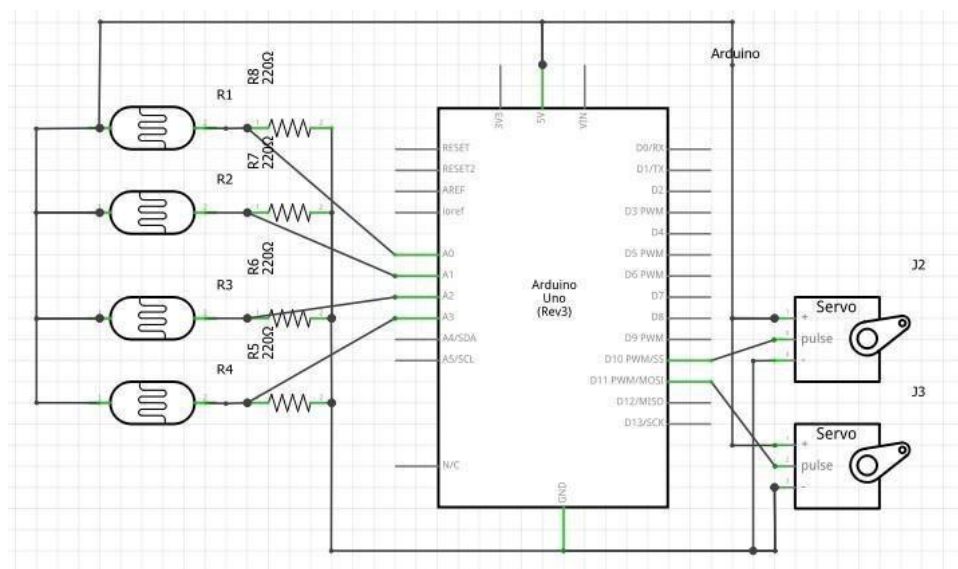 Arduino
R8
220Ω
R1
R7
220Ω
R2
R6
220Ω
R3
R5
220Ω
R4
3V3
5V
VIN
RESET
RESET2
AREF
ioref
A0
A1
A2
A3
A4/SDA
A5/SCL
N/C
Arduino
Uno
(Rev3)
D0/RX
D1/TX
D2
D3 PWM
D4
D5 PWM
D6 PWM
D7
D8
D9 PWM
D10 PWM/SS
D11 PWM/MOSI
D12/MISO
D13/SCK
GND
J2
Servo
+
pulse
-
J3
Servo
+
pulse
-